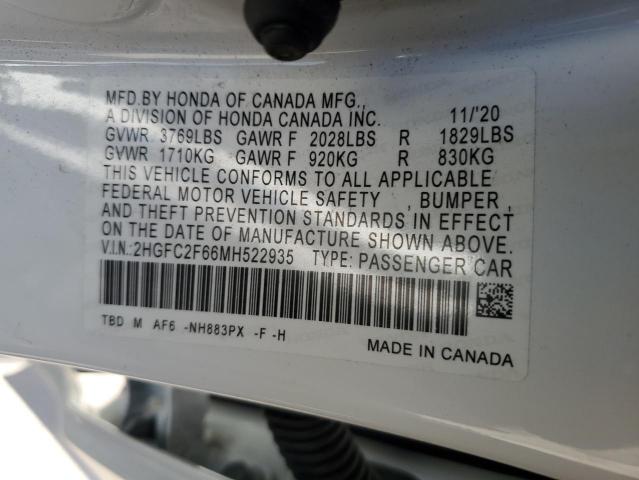 MFD.BY HONDA OF CANADA MFG.,
A DIVISION OF HONDA CANADA INC. 11/'20
GVWR 3769LBS GAWR F 2028LBS R 1829LBS
GVWR 1710KG GAWR F 920KG R 830KG
THIS VEHICLE CONFORMS TO ALL APPLICABLE
FEDERAL MOTOR VEHICLE SAFETY , BUMPER ,
AND THEFT PREVENTION STANDARDS IN EFFECT
ON THE DATE OF MANUFACTURE SHOWN ABOVE.
V.I.N.:2HGFC2F66MH522935 TYPE: PASSENGER CAR
TBD M AF6 -NH883PX -F -H
MADE IN CANADA